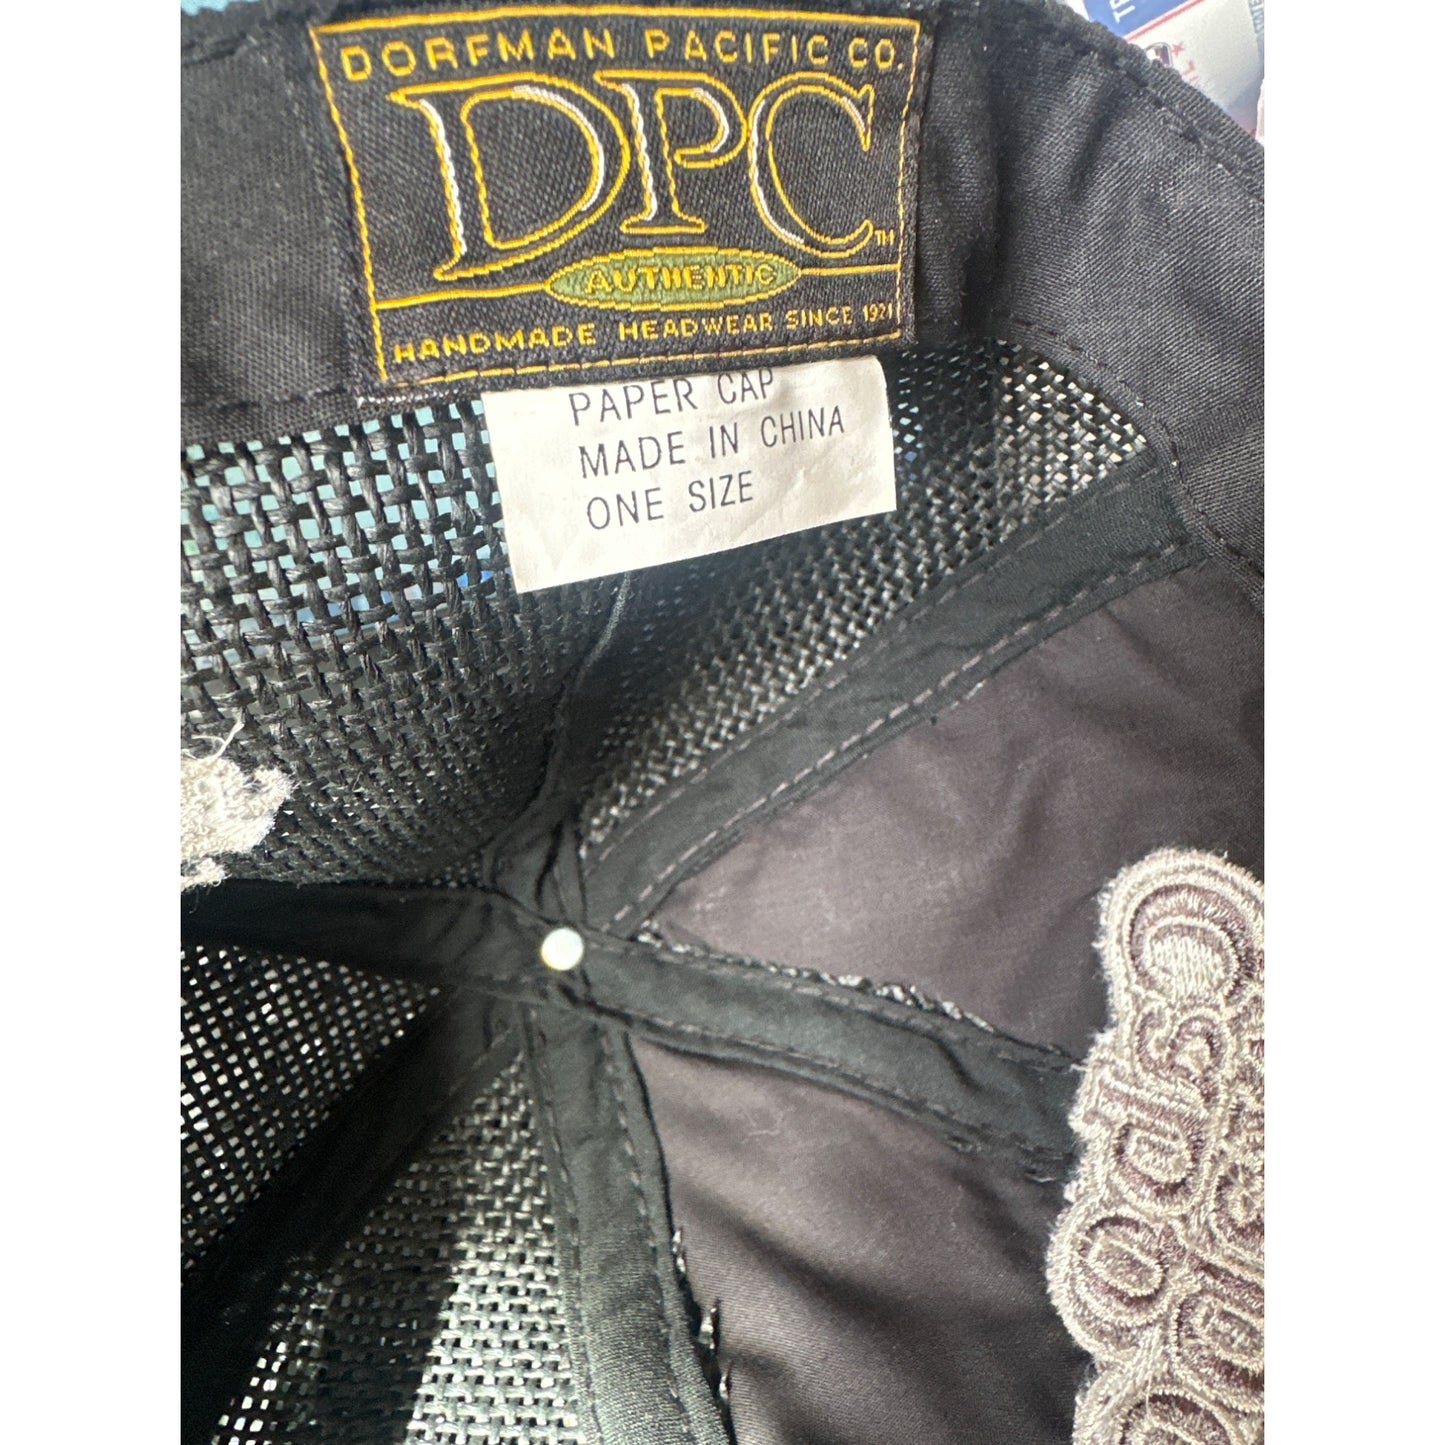 DORFMAN PACIFIC CO.
DPC TM
AUTHENTIC
HANDMADE HEADWEAR SINCE 1921
PAPER CAP
MADE IN CHINA
ONE SIZE